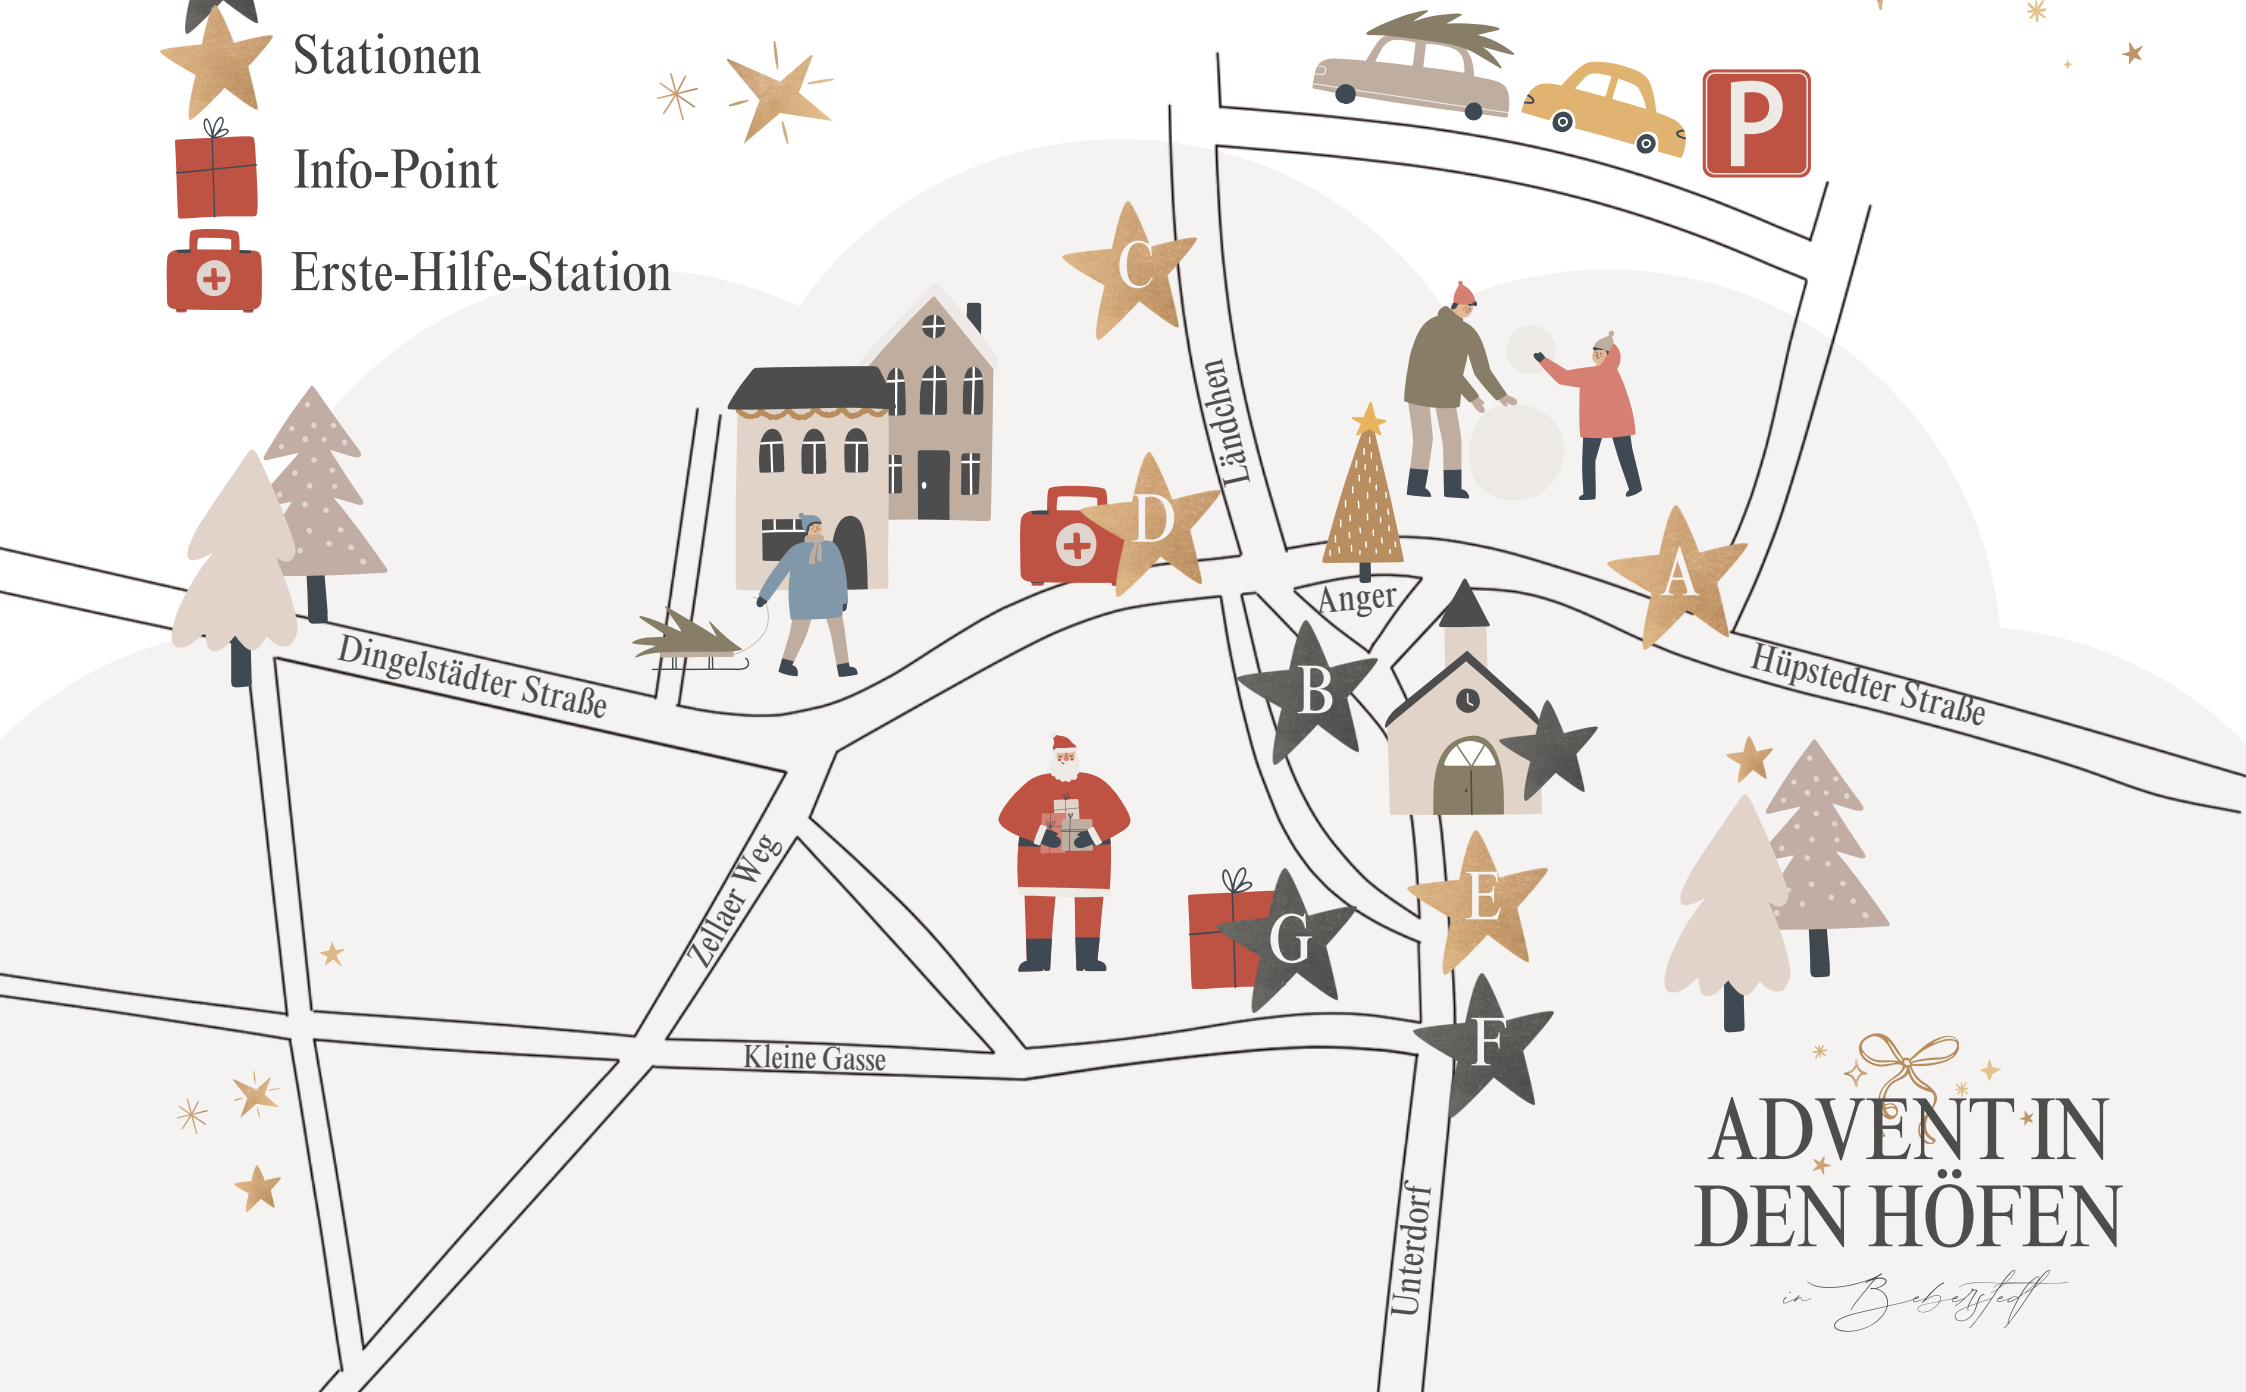 Stationen
Info-Point
Erste-Hilfe-Station
P
C
Ländchen
D
A
Anger
B
Dingelstädter Straße
Hüpstedter Straße
Zellaer Weg
E
G
F
Kleine Gasse
Unterdorf
ADVENT IN
DEN HÖFEN
in Beberstedt